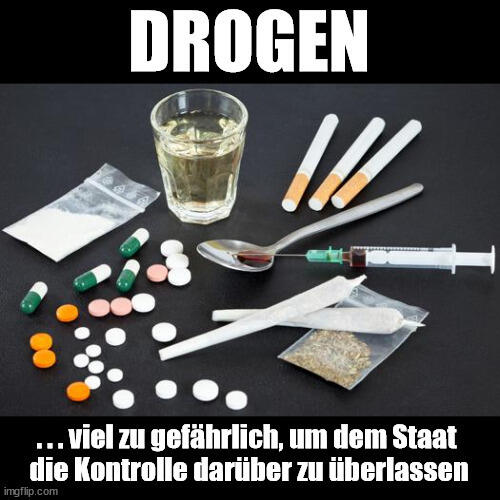 DROGEN
. . . viel zu gefährlich, um dem Staat
die Kontrolle darüber zu überlassen
imgflip.com